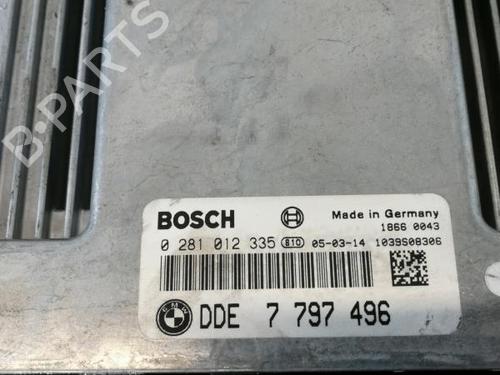 B-PARTS
BOSCH Made in Germany
1866 0043
0 281 012 335 810 05-03-14 1039S08306
BMW DDE 7 797 496